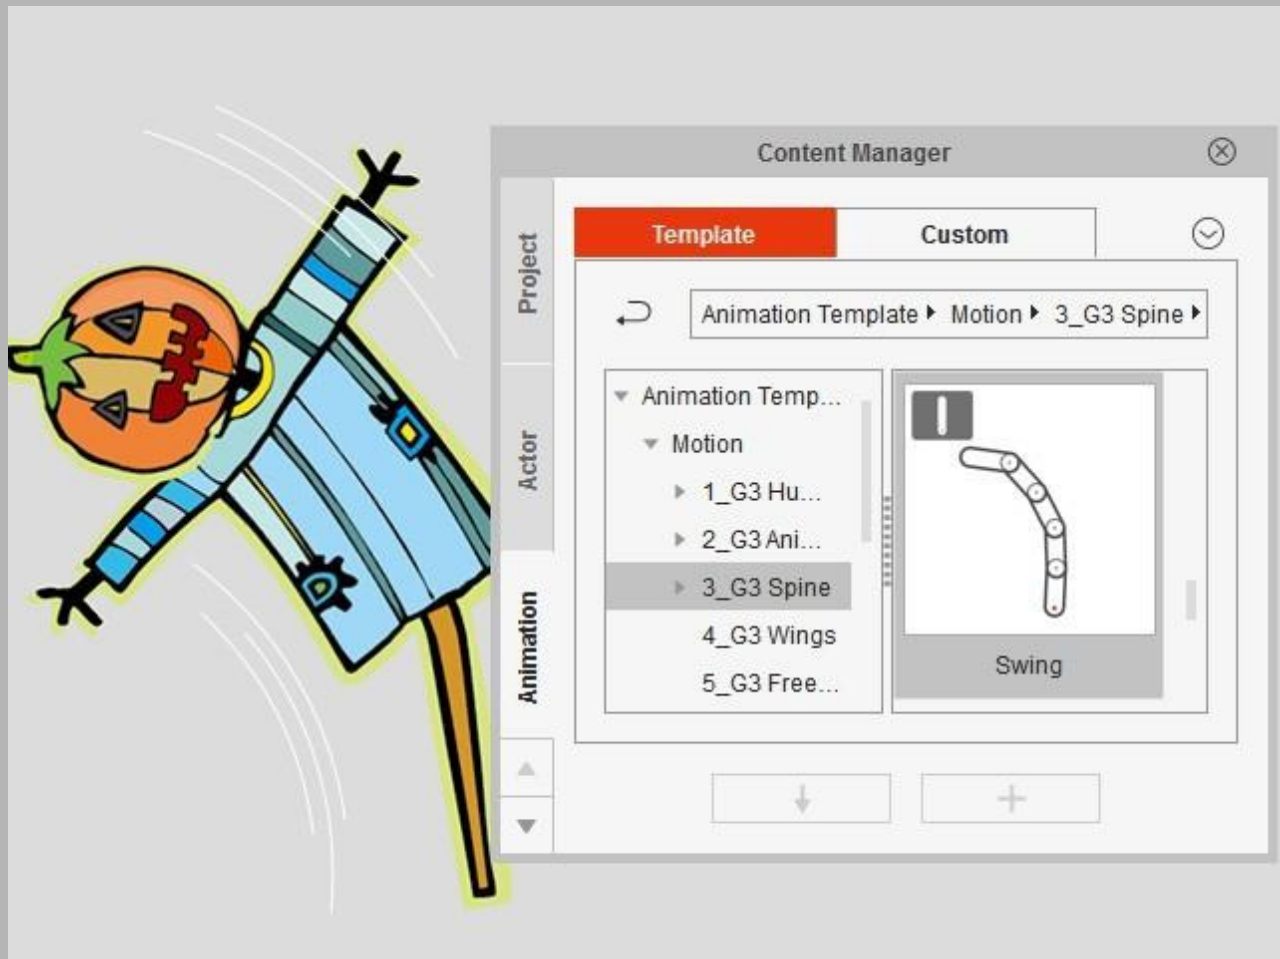 Content Manager
Project
Actor
Animation
Template
Custom
Animation Template Motion 3_G3 Spine
Animation Temp...
Motion
1_G3 Hu...
2_G3 Ani...
3_G3 Spine
4_G3 Wings
5_G3 Free...
Swing